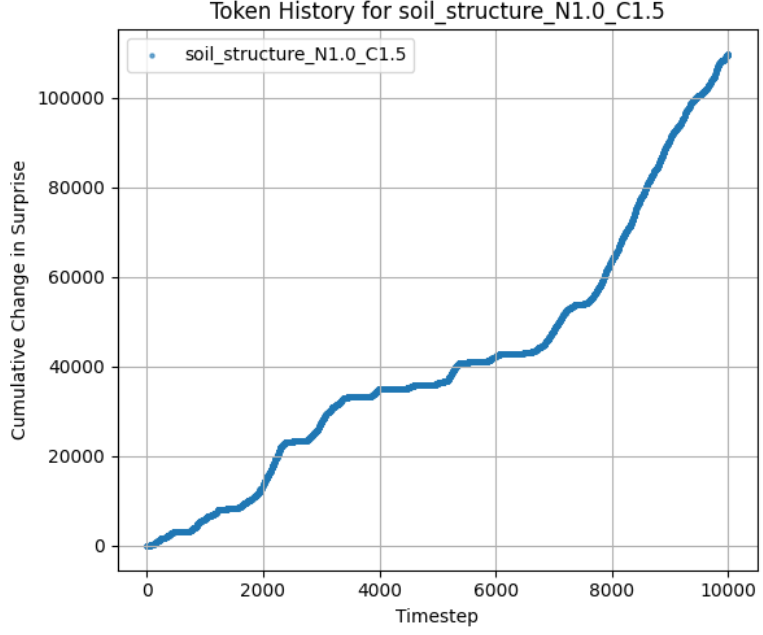 Token History for soil_structure_N1.0_C1.5
soil_structure_N1.0_C1.5
Cumulative Change in Surprise
100000
80000
60000
40000
20000
0
0 2000 4000 6000 8000 10000
Timestep